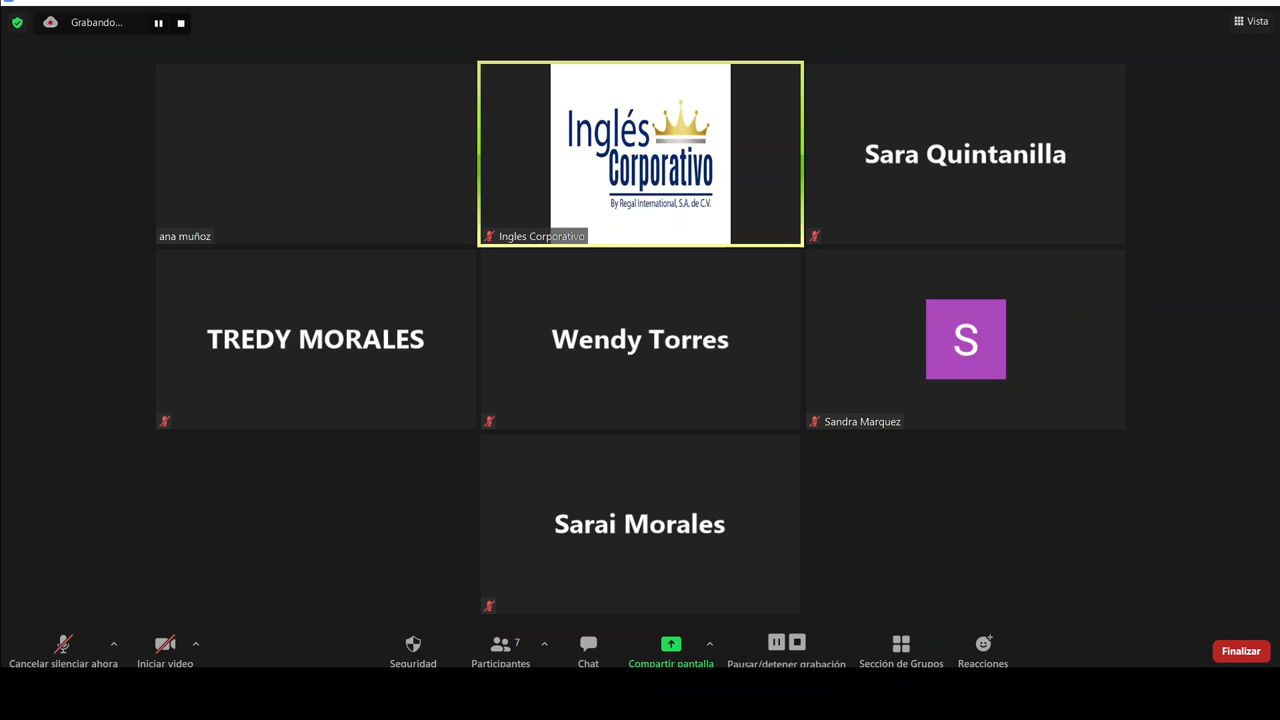 Grabando...
Vista
Inglés
Corporativo
By Regal International, S.A. de C.V.
ana muñoz
Ingles Corporativo
Sara Quintanilla
TREDY MORALES
Wendy Torres
S
Sandra Marquez
Sarai Morales
7
Cancelar silenciar ahora
Iniciar video
Seguridad
Participantes
Chat
Compartir pantalla
Pausar/detener grabación
Sección de Grupos
Reacciones
Finalizar